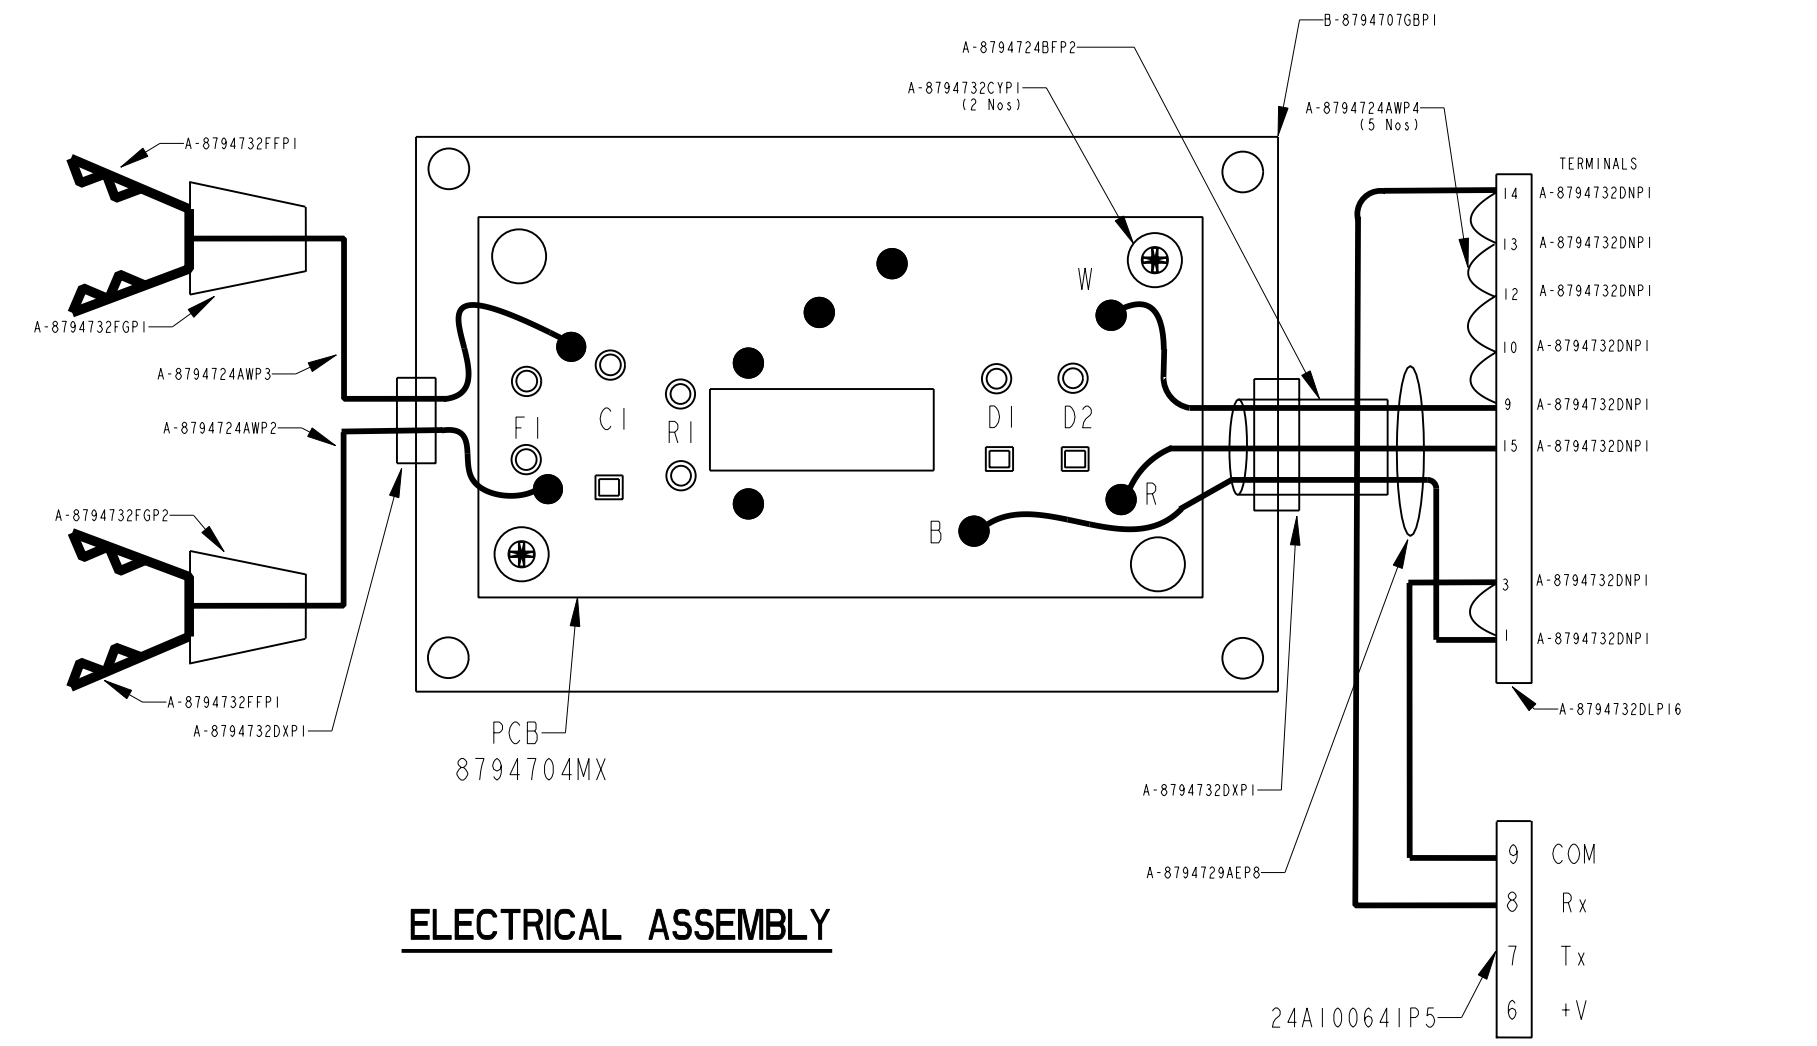 B-8794707GBP1
A-8794724BFP2
A-8794732CYP1
(2 Nos)
A-8794724AWP4
(5 Nos)
A-8794732FFP1
TERMINALS
14 A-8794732DNP1
13 A-8794732DNP1
12 A-8794732DNP1
10 A-8794732DNP1
9 A-8794732DNP1
15 A-8794732DNP1
3 A-8794732DNP1
1 A-8794732DNP1
A-8794732DLP16
W
A-8794732FGP1
A-8794724AWP3
A-8794724AWP2
F1
C1
R1
D1
D2
R
B
A-8794732FGP2
A-8794732FFP1
A-8794732DXP1
PCB
8794704MX
A-8794732DXP1
A-8794729AEP8
9 COM
8 Rx
7 Tx
6 +V
24A10064IP5
ELECTRICAL ASSEMBLY